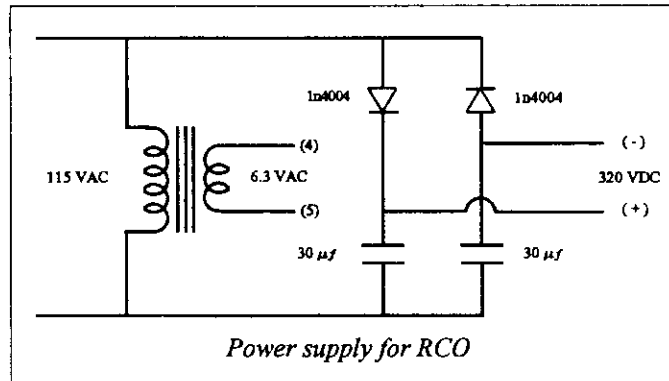 1n4004
1n4004
(4)
(-)
115 VAC
6.3 VAC
320 VDC
(5)
(+)
30 µf
30 µf
Power supply for RCO